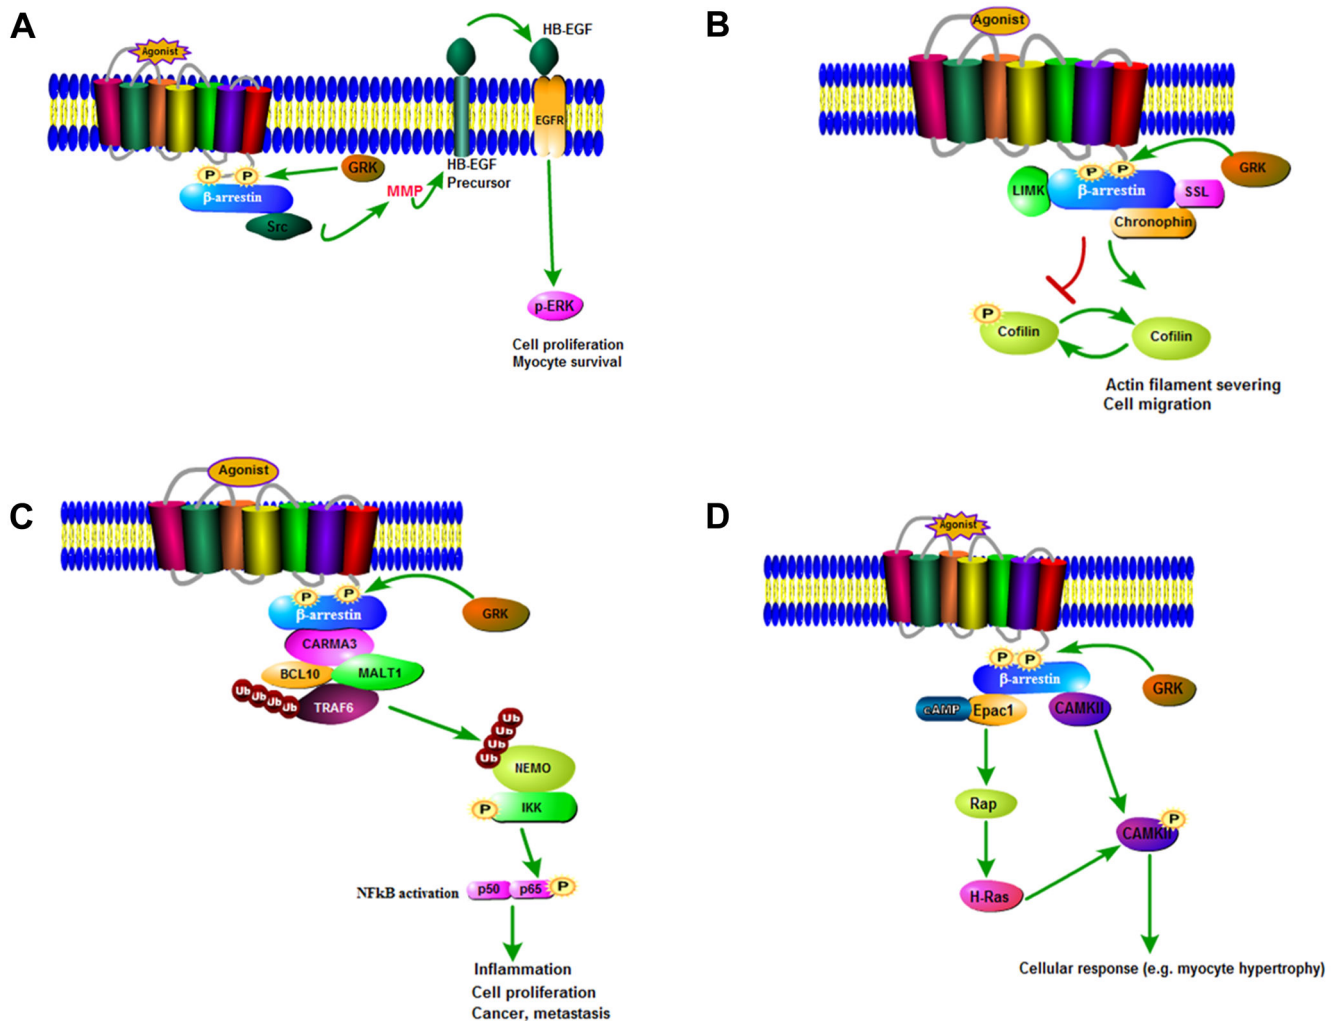 A
Agonist
HB-EGF
EGFR
P
P
GRK
β-arrestin
Src
MMP
HB-EGF
Precursor
p-ERK
Cell proliferation
Myocyte survival
B
Agonist
GRK
P
P
LIMK
β-arrestin
SSL
Chronophin
P
Cofilin
Cofilin
Actin filament severing
Cell migration
C
Agonist
P
P
β-arrestin
GRK
CARMA3
BCL10
MALT1
Ub
Ub
Ub
Ub
TRAF6
Ub
Ub
Ub
Ub
NEMO
P
IKK
NFkB activation
p50
p65
P
Inflammation
Cell proliferation
Cancer, metastasis
D
Agonist
P
P
β-arrestin
GRK
cAMP
Epac1
CAMKII
Rap
P
CAMKII
H-Ras
Cellular response (e.g. myocyte hypertrophy)